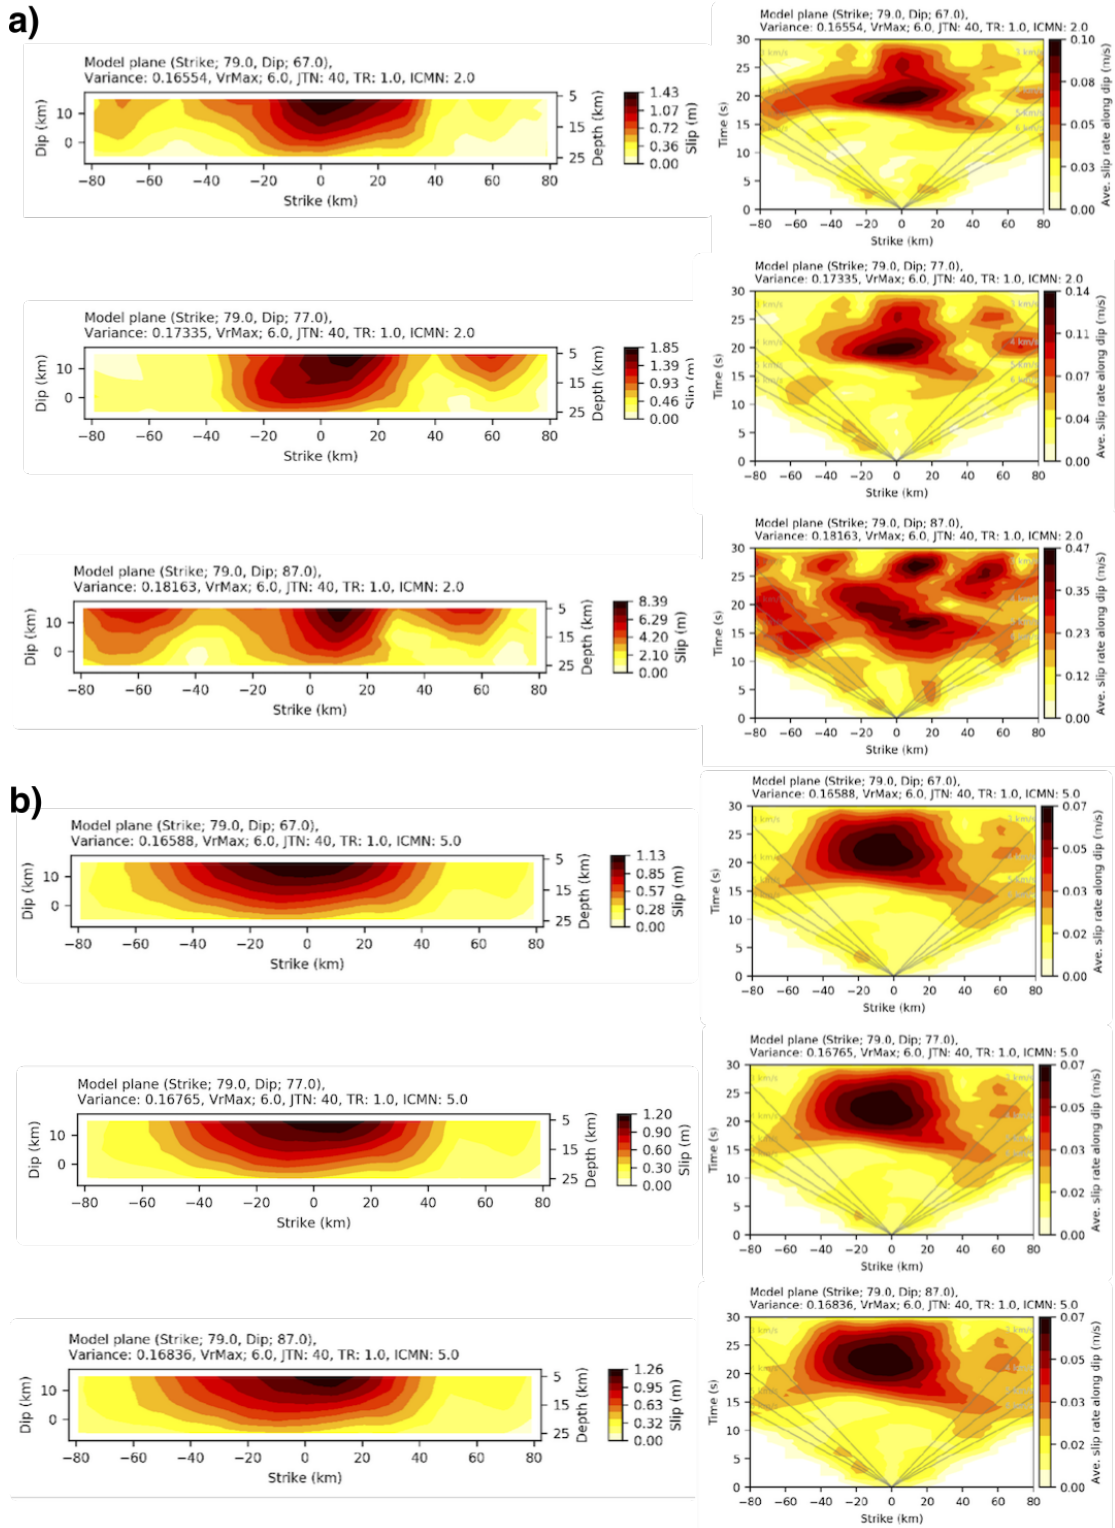 a)
Model plane (Strike; 79.0, Dip; 67.0),
Variance: 0.16554, VrMax; 6.0, JTN: 40, TR: 1.0, ICMN: 2.0
10
0
Dip (km)
5
15
25
Depth (km)
1.43
1.07
0.72
0.36
0.00
Slip (m)
−80 −60 −40 −20 0 20 40 60 80
Strike (km)
Model plane (Strike; 79.0, Dip; 67.0),
Variance: 0.16554, VrMax; 6.0, JTN: 40, TR: 1.0, ICMN: 2.0
30
25
20
15
10
5
0
Time (s)
3 km/s
5 km/s
6 km/s
0.10
0.08
0.05
0.03
0.00
Ave. slip rate along dip (m/s)
−80 −60 −40 −20 0 20 40 60 80
Strike (km)
Model plane (Strike; 79.0, Dip; 77.0),
Variance: 0.17335, VrMax; 6.0, JTN: 40, TR: 1.0, ICMN: 2.0
10
0
Dip (km)
5
15
25
Depth (km)
1.85
1.39
0.93
0.46
0.00
Slip (m)
−80 −60 −40 −20 0 20 40 60 80
Strike (km)
Model plane (Strike; 79.0, Dip; 77.0),
Variance: 0.17335, VrMax; 6.0, JTN: 40, TR: 1.0, ICMN: 2.0
30
25
20
15
10
5
0
Time (s)
3 km/s
4 km/s
5 km/s
6 km/s
0.14
0.11
0.07
0.04
0.00
Ave. slip rate along dip (m/s)
−80 −60 −40 −20 0 20 40 60 80
Strike (km)
Model plane (Strike; 79.0, Dip; 87.0),
Variance: 0.18163, VrMax; 6.0, JTN: 40, TR: 1.0, ICMN: 2.0
10
0
Dip (km)
5
15
25
Depth (km)
8.39
6.29
4.20
2.10
0.00
Slip (m)
−80 −60 −40 −20 0 20 40 60 80
Strike (km)
Model plane (Strike; 79.0, Dip; 87.0),
Variance: 0.18163, VrMax; 6.0, JTN: 40, TR: 1.0, ICMN: 2.0
30
25
20
15
10
5
0
Time (s)
0.47
0.35
0.23
0.12
0.00
Ave. slip rate along dip (m/s)
−80 −60 −40 −20 0 20 40 60 80
Strike (km)
b)
Model plane (Strike; 79.0, Dip; 67.0),
Variance: 0.16588, VrMax; 6.0, JTN: 40, TR: 1.0, ICMN: 5.0
10
0
Dip (km)
5
15
25
Depth (km)
1.13
0.85
0.57
0.28
0.00
Slip (m)
−80 −60 −40 −20 0 20 40 60 80
Strike (km)
Model plane (Strike; 79.0, Dip; 67.0),
Variance: 0.16588, VrMax; 6.0, JTN: 40, TR: 1.0, ICMN: 5.0
30
25
20
15
10
5
0
Time (s)
3 km/s
4 km/s
5 km/s
0.07
0.05
0.03
0.02
0.00
Ave. slip rate along dip (m/s)
−80 −60 −40 −20 0 20 40 60 80
Strike (km)
Model plane (Strike; 79.0, Dip; 77.0),
Variance: 0.16765, VrMax; 6.0, JTN: 40, TR: 1.0, ICMN: 5.0
10
0
Dip (km)
5
15
25
Depth (km)
1.20
0.90
0.60
0.30
0.00
Slip (m)
−80 −60 −40 −20 0 20 40 60 80
Strike (km)
Model plane (Strike; 79.0, Dip; 77.0),
Variance: 0.16765, VrMax; 6.0, JTN: 40, TR: 1.0, ICMN: 5.0
30
25
20
15
10
5
0
Time (s)
3 km/s
4 km/s
0.07
0.05
0.03
0.02
0.00
Ave. slip rate along dip (m/s)
−80 −60 −40 −20 0 20 40 60 80
Strike (km)
Model plane (Strike; 79.0, Dip; 87.0),
Variance: 0.16836, VrMax; 6.0, JTN: 40, TR: 1.0, ICMN: 5.0
10
0
Dip (km)
5
15
25
Depth (km)
1.26
0.95
0.63
0.32
0.00
Slip (m)
−80 −60 −40 −20 0 20 40 60 80
Strike (km)
Model plane (Strike; 79.0, Dip; 87.0),
Variance: 0.16836, VrMax; 6.0, JTN: 40, TR: 1.0, ICMN: 5.0
30
25
20
15
10
5
0
Time (s)
3 km/s
4 km/s
0.07
0.05
0.03
0.02
0.00
Ave. slip rate along dip (m/s)
−80 −60 −40 −20 0 20 40 60 80
Strike (km)